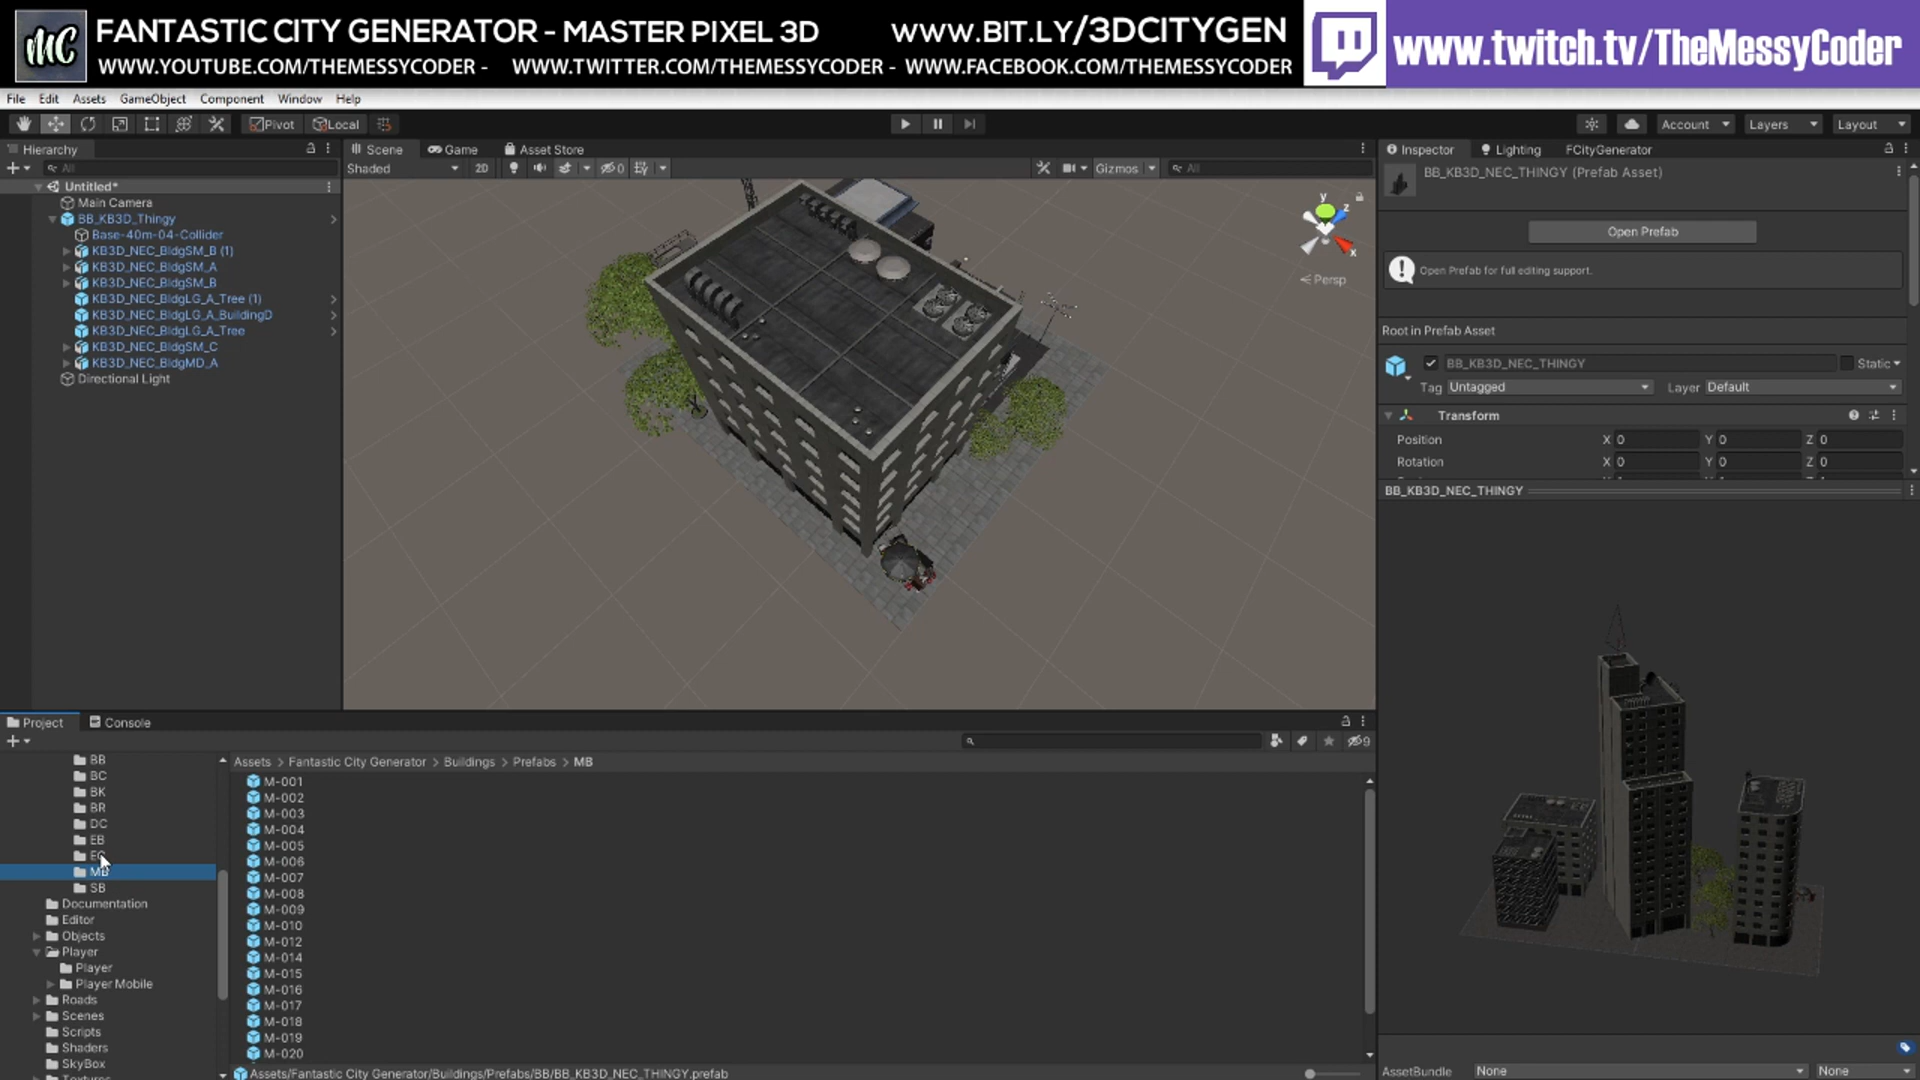 MC
FANTASTIC CITY GENERATOR - MASTER PIXEL 3D
WWW.BIT.LY/3DCITYGEN
WWW.YOUTUBE.COM/THEMESSYCODER - WWW.TWITTER.COM/THEMESSYCODER - WWW.FACEBOOK.COM/THEMESSYCODER
www.twitch.tv/TheMessyCoder
File Edit Assets GameObject Component Window Help
Pivot Local
Account Layers Layout
Hierarchy
All
Untitled*
Main Camera
BB_KB3D_Thingy
Base-40m-04-Collider
KB3D_NEC_BldgSM_B (1)
KB3D_NEC_BldgSM_A
KB3D_NEC_BldgSM_B
KB3D_NEC_BldgLG_A_Tree (1)
KB3D_NEC_BldgLG_A_BuildingD
KB3D_NEC_BldgLG_A_Tree
KB3D_NEC_BldgSM_C
KB3D_NEC_BldgMD_A
Directional Light
Scene Game Asset Store
Shaded 2D 0 Gizmos All
y
z
x
Persp
Inspector Lighting FCityGenerator
BB_KB3D_NEC_THINGY (Prefab Asset)
Open Prefab
Open Prefab for full editing support.
Root in Prefab Asset
BB_KB3D_NEC_THINGY Static
Tag Untagged Layer Default
Transform
Position X 0 Y 0 Z 0
Rotation X 0 Y 0 Z 0
BB_KB3D_NEC_THINGY
Project Console
9
BB
BC
BK
BR
DC
EB
MB
SB
Documentation
Editor
Objects
Player
Player
Player Mobile
Roads
Scenes
Scripts
Shaders
SkyBox
Textures
Assets > Fantastic City Generator > Buildings > Prefabs > MB
M-001
M-002
M-003
M-004
M-005
M-006
M-007
M-008
M-009
M-010
M-012
M-014
M-015
M-016
M-017
M-018
M-019
M-020
Assets/Fantastic City Generator/Buildings/Prefabs/BB/BB_KB3D_NEC_THINGY.prefab
AssetBundle None None